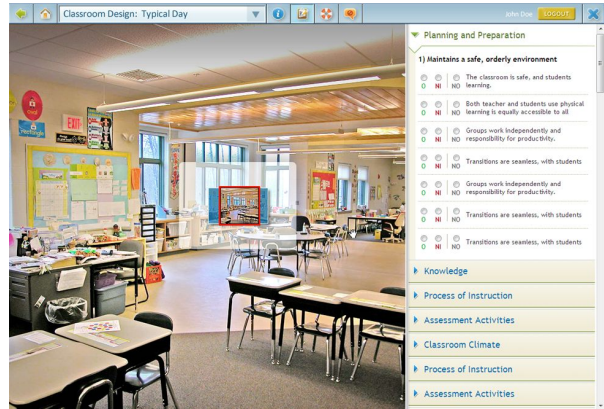 Classroom Design: Typical Day
John Doe
LOGOUT
Planning and Preparation
1) Maintains a safe, orderly environment
O NI NO
The classroom is safe, and students
learning.
O NI NO
Both teacher and students use physical
learning is equally accessible to all
O NI NO
Groups work independently and
responsibility for productivity.
O NI NO
Transitions are seamless, with students
O NI NO
Groups work independently and
responsibility for productivity.
O NI NO
Transitions are seamless, with students
O NI NO
Transitions are seamless, with students
Knowledge
Process of Instruction
Assessment Activities
Classroom Climate
Process of Instruction
Assessment Activities
EXIT
rectangle